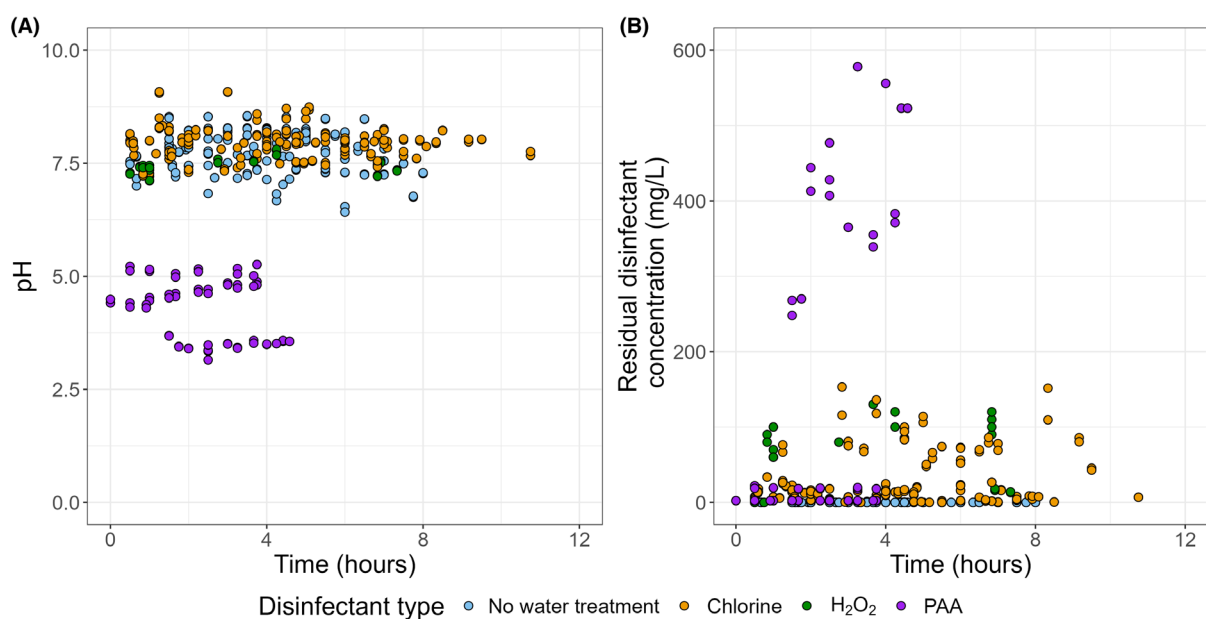 (A)
10.0
7.5
5.0
2.5
0.0
pH
0
4
8
12
Time (hours)
(B)
600
400
200
0
Residual disinfectant
concentration (mg/L)
0
4
8
12
Time (hours)
Disinfectant type No water treatment Chlorine H₂O₂ PAA